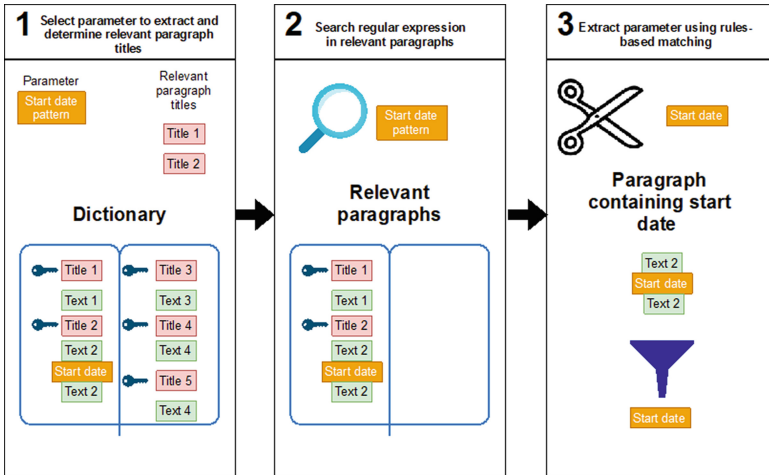 1
Select parameter to extract and
determine relevant paragraph
titles
Parameter
Start date
pattern
Relevant
paragraph
titles
Title 1
Title 2
Dictionary
Title 1
Text 1
Title 2
Text 2
Start date
Text 2
Title 3
Text 3
Title 4
Text 4
Title 5
Text 4
2
Search regular expression
in relevant paragraphs
Start date
pattern
Relevant
paragraphs
Title 1
Text 1
Title 2
Text 2
Start date
Text 2
3
Extract parameter using rules-
based matching
Start date
Paragraph
containing start
date
Text 2
Start date
Text 2
Start date